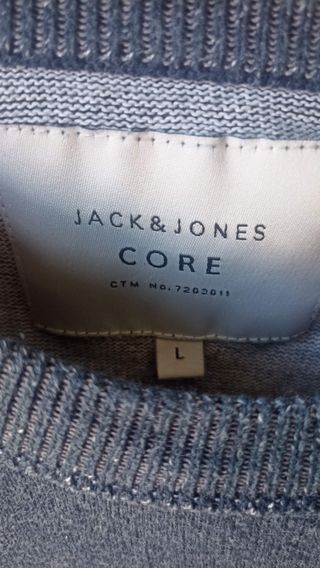 JACK&JONES
CORE
CTM No. 7203011
L